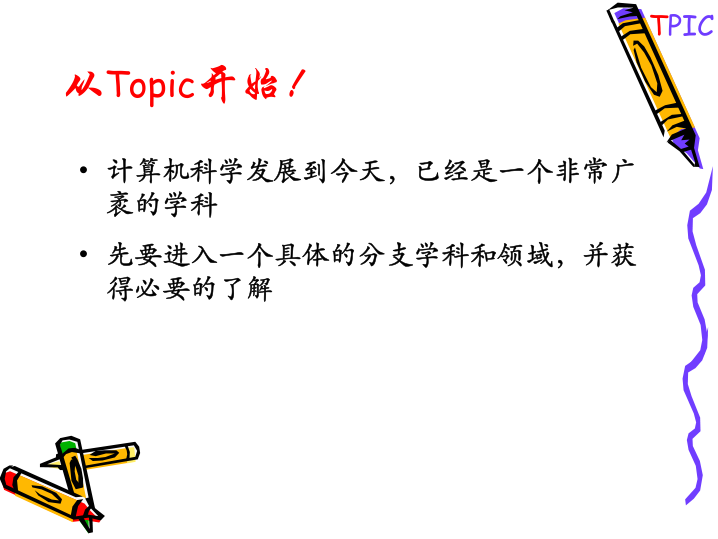 TPIC
从Topic开始！
• 计算机科学发展到今天，已经是一个非常广
袤的学科
• 先要进入一个具体的分支学科和领域，并获
得必要的了解